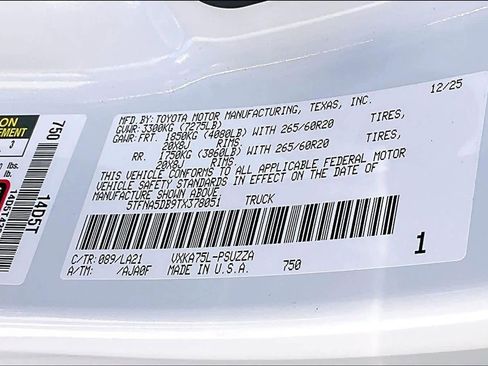 12/25
MFD.BY:TOYOTA MOTOR MANUFACTURING, TEXAS, INC.
GVWR: 3300KG (7275LB)
GAWR: FRT. 1850KG (4080LB) WITH 265/60R20 TIRES,
20X8J RIMS
RR. 1750KG (3860LB) WITH 265/60R20 TIRES,
20X8J RIMS
THIS VEHICLE CONFORMS TO ALL APPLICABLE FEDERAL MOTOR
VEHICLE SAFETY STANDARDS IN EFFECT ON THE DATE OF
MANUFACTURE SHOWN ABOVE.
5TFNA5DB9TX378051 TRUCK
C/TR: 089/LA21 VXKA75L-PSUZZA
A/TM: /AJA0F MADE IN U.S.A. 750
1
750
14D5T
ION
EMENT
3
lbs.
lb.